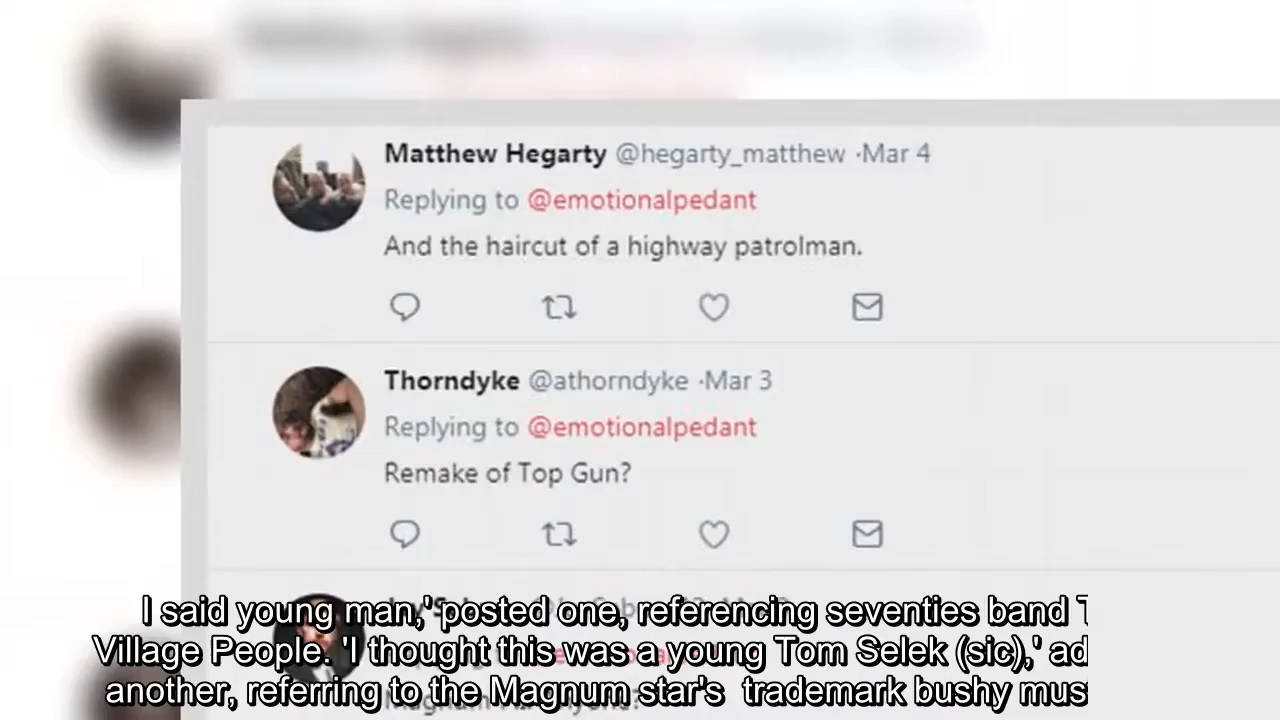 Matthew Hegarty @hegarty_matthew ·Mar 4
Replying to @emotionalpedant
And the haircut of a highway patrolman.
Thorndyke @athorndyke ·Mar 3
Replying to @emotionalpedant
Remake of Top Gun?
I said young man,' posted one, referencing seventies band
Village People. 'I thought this was a young Tom Selek (sic),' ad
another, referring to the Magnum star's trademark bushy mus